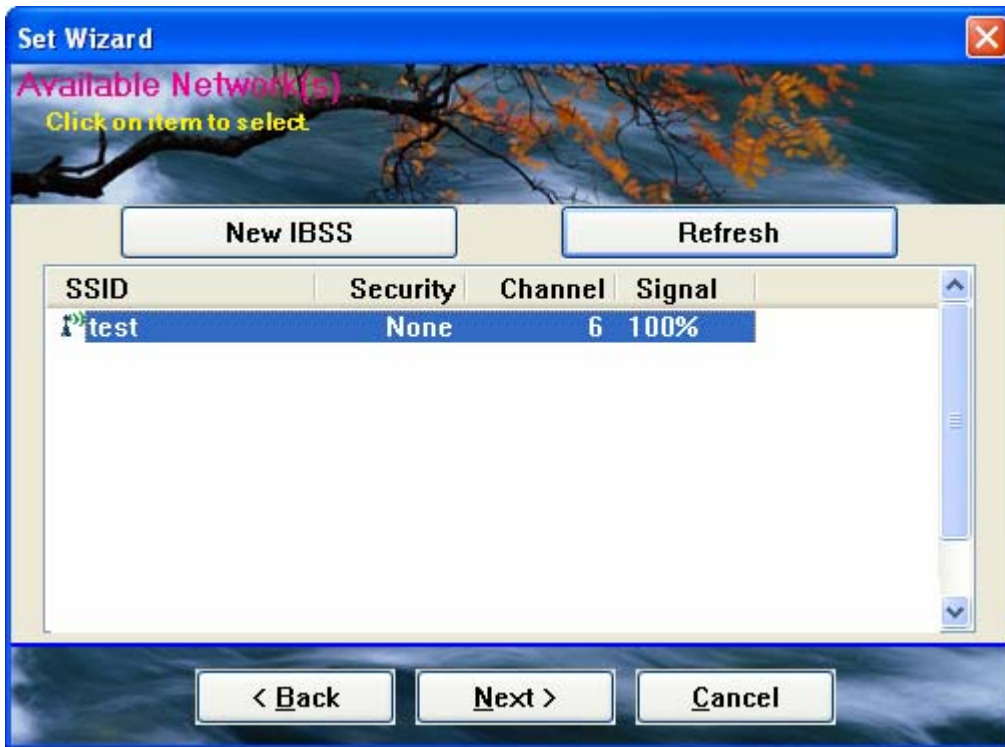 Set Wizard
Available Network(s)
Click on item to select.
New IBSS Refresh
SSID Security Channel Signal
test None 6 100%
< Back Next > Cancel